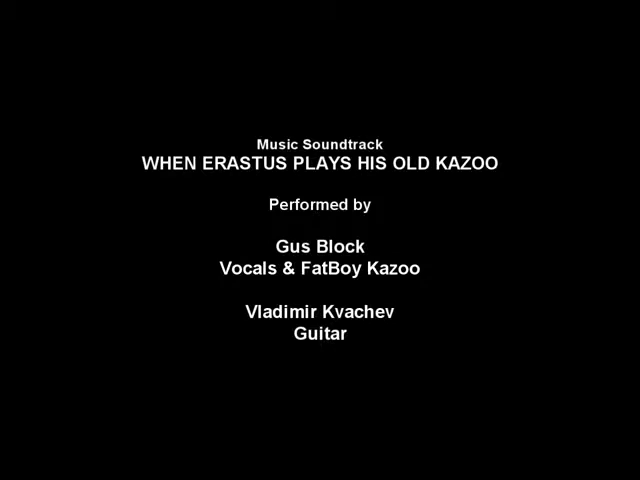 Music Soundtrack
WHEN ERASTUS PLAYS HIS OLD KAZOO
Performed by
Gus Block
Vocals & FatBoy Kazoo
Vladimir Kvachev
Guitar